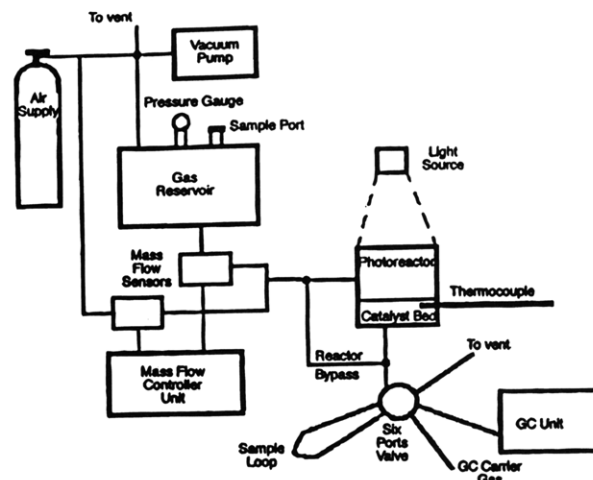 To vent
Vacuum
Pump
Air
Supply
Pressure Gauge
Sample Port
Gas
Reservoir
Light
Source
Mass
Flow
Sensors
Photoreactor
Thermocouple
Catalyst Bed
Mass Flow
Controller
Unit
Reactor
Bypass
To vent
Six
Ports
Valve
GC Unit
Sample
Loop
GC Carrier
Gas